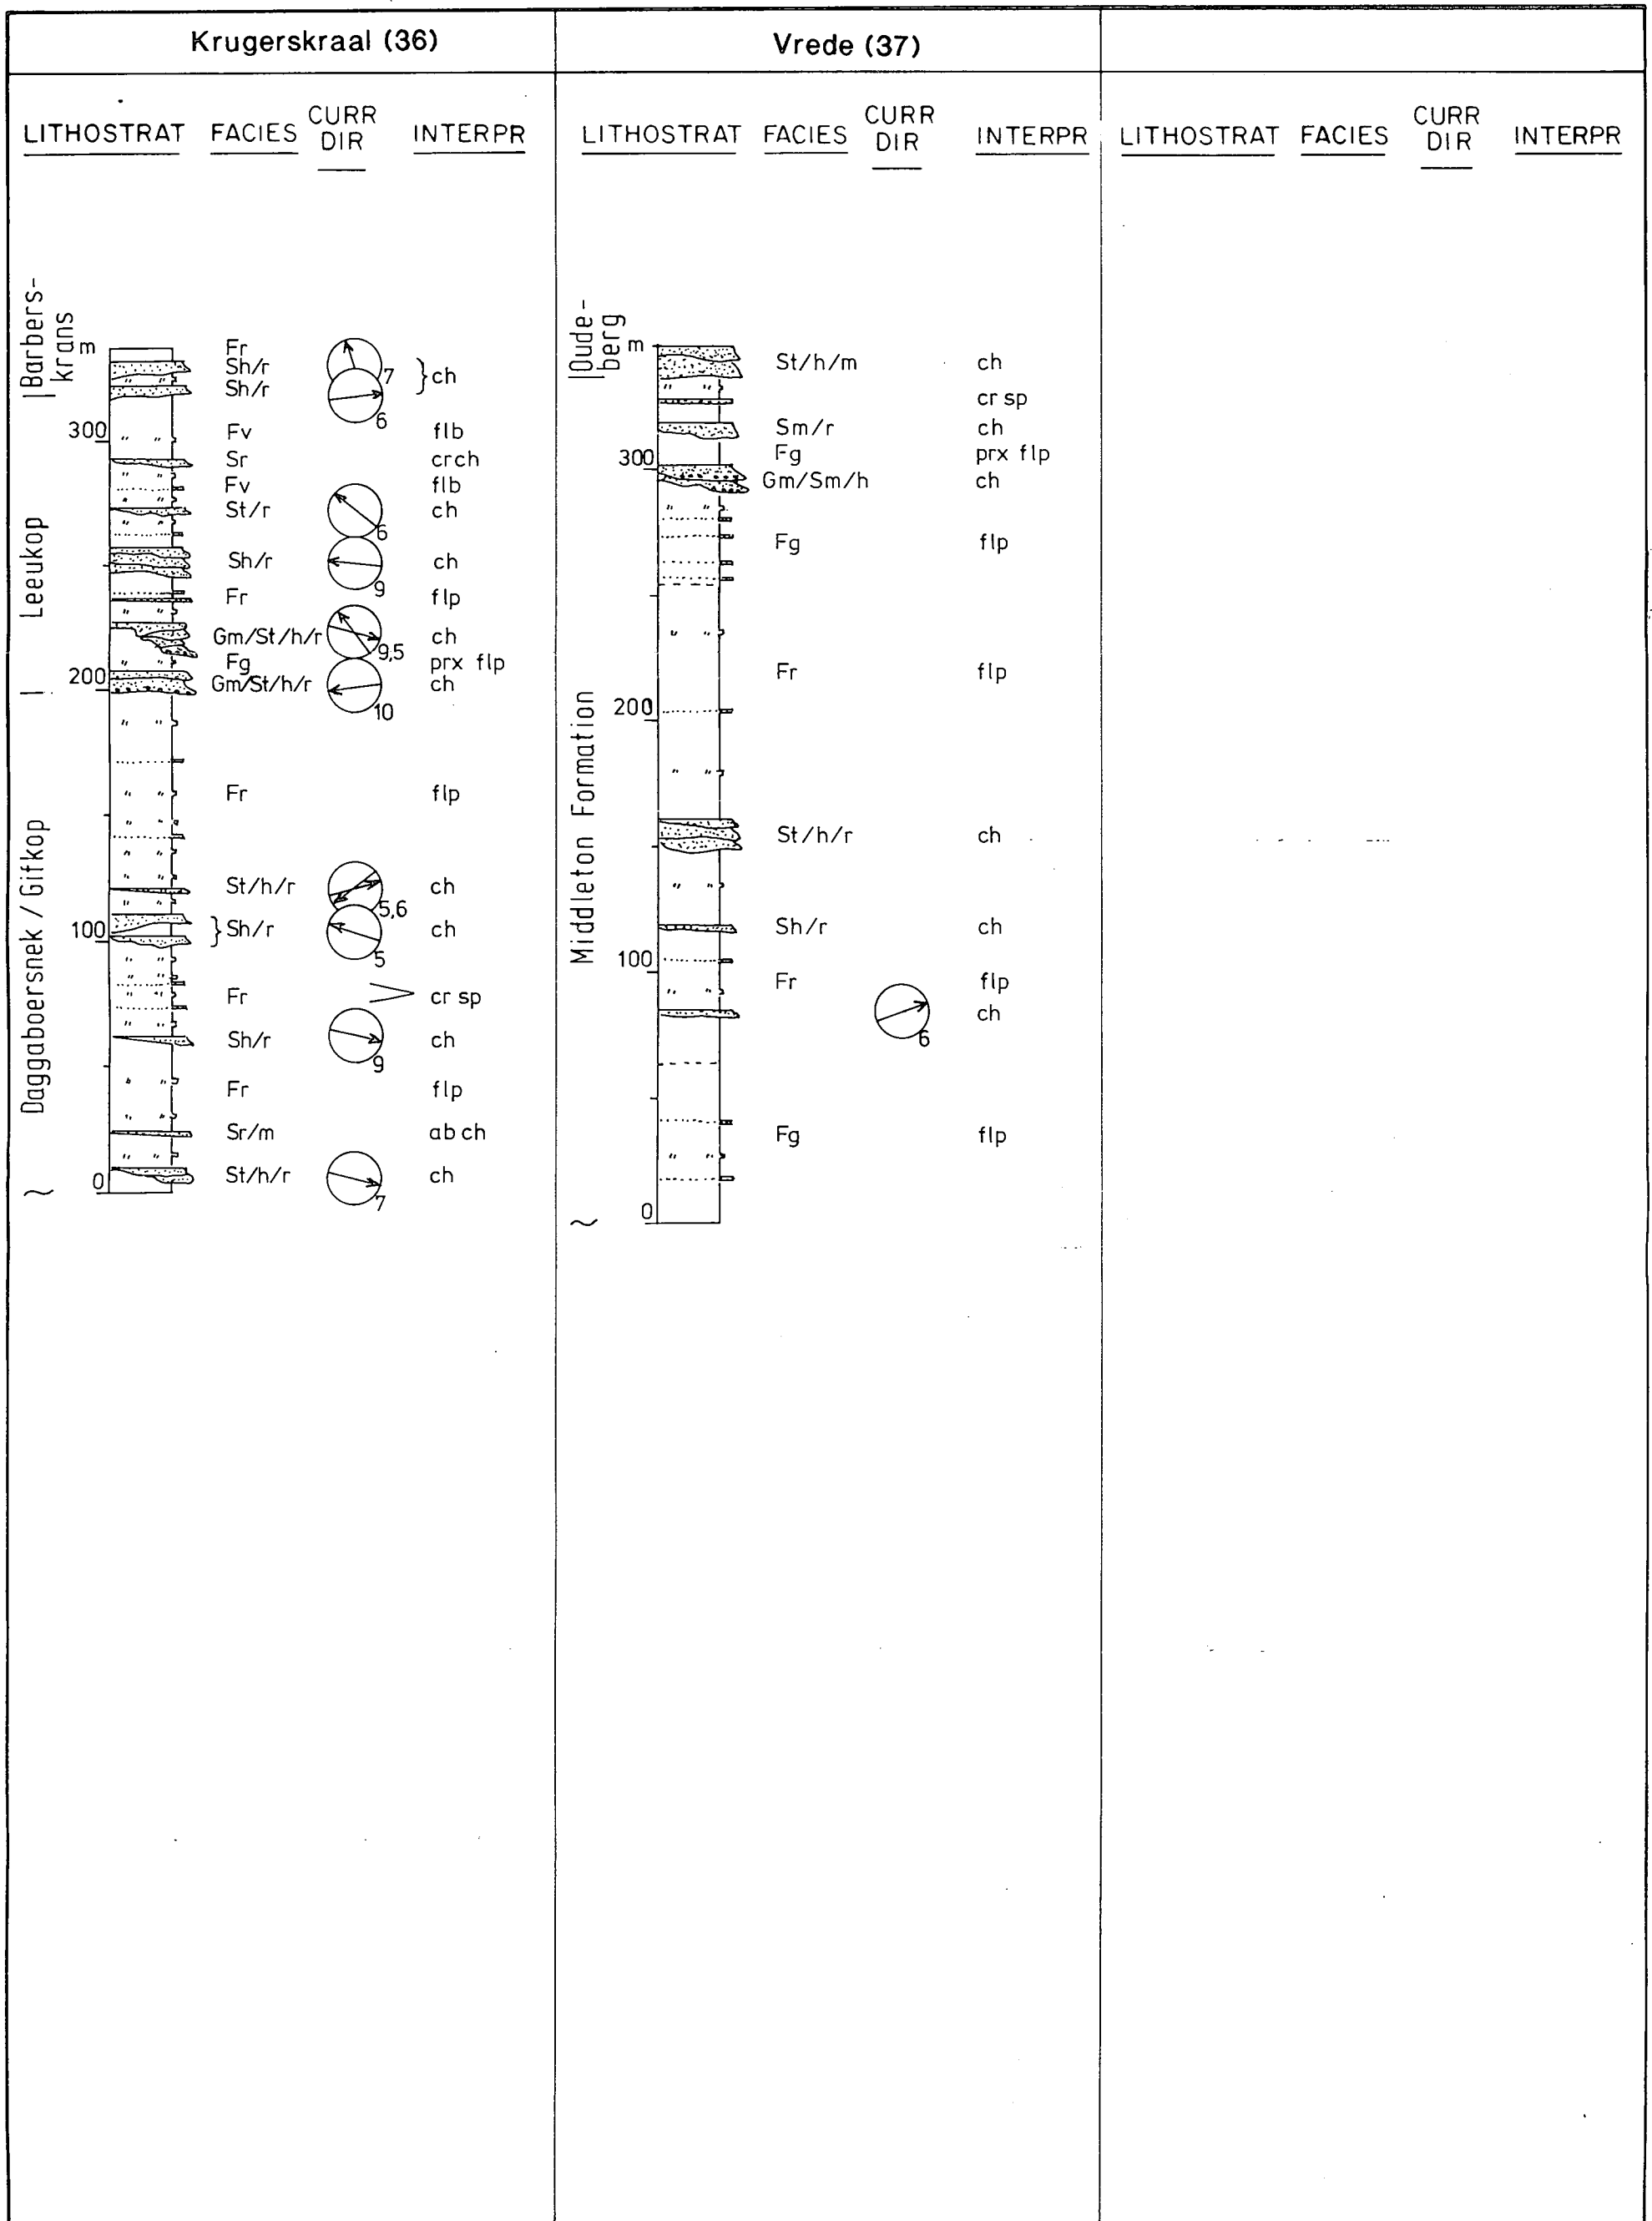 Krugerskraal (36)
LITHOSTRAT FACIES CURR DIR INTERPR
Barbers-
krans
m
Fr
Sh/r 7 ch
Sh/r
6
300 Fv flb
Sr crch
Fv flb
St/r 6 ch
Leeukop
Sh/r 9 ch
Fr flp
Gm/St/h/r 9,5 ch
Fg prx flp
200 Gm/St/h/r 10 ch
Fr flp
Daggaboersnek / Gifkop
St/h/r 5,6 ch
100 Sh/r 5 ch
Fr cr sp
Sh/r 9 ch
Fr flp
Sr/m ab ch
0 St/h/r 7 ch
~
Vrede (37)
LITHOSTRAT FACIES CURR DIR INTERPR
Oude-
berg
m
St/h/m ch
cr sp
Sm/r ch
300 Fg prx flp
Gm/Sm/h ch
Fg flp
Fr flp
200
Middleton Formation
St/h/r ch
Sh/r ch
100
Fr flp
6 ch
Fg flp
0
~
LITHOSTRAT FACIES CURR DIR INTERPR